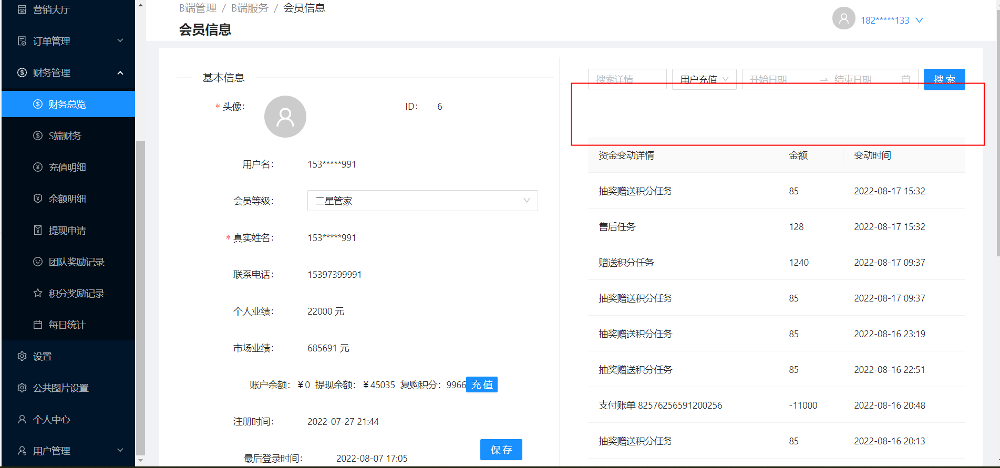 营销大厅
订单管理
财务管理
财务总览
S端财务
充值明细
余额明细
提现申请
团队奖励记录
积分奖励记录
每日统计
设置
公共图片设置
个人中心
用户管理
B端管理 / B端服务 / 会员信息
会员信息
182*****133
基本信息
* 头像:
ID: 6
用户名: 153*****991
会员等级: 二星管家
* 真实姓名: 153*****991
联系电话: 15397399991
个人业绩: 22000 元
市场业绩: 685691 元
账户余额: ¥0 提现余额: ¥45035 复购积分: 9966 充值
注册时间: 2022-07-27 21:44
保存
最后登录时间: 2022-08-07 17:05
搜索详情 用户充值 开始日期 → 结束日期 搜索
资金变动详情 金额 变动时间
抽奖赠送积分任务 85 2022-08-17 15:32
售后任务 128 2022-08-17 15:32
赠送积分任务 1240 2022-08-17 09:37
抽奖赠送积分任务 85 2022-08-17 09:37
抽奖赠送积分任务 85 2022-08-16 23:19
抽奖赠送积分任务 85 2022-08-16 22:51
支付账单 82576256591200256 -11000 2022-08-16 20:48
抽奖赠送积分任务 85 2022-08-16 20:13